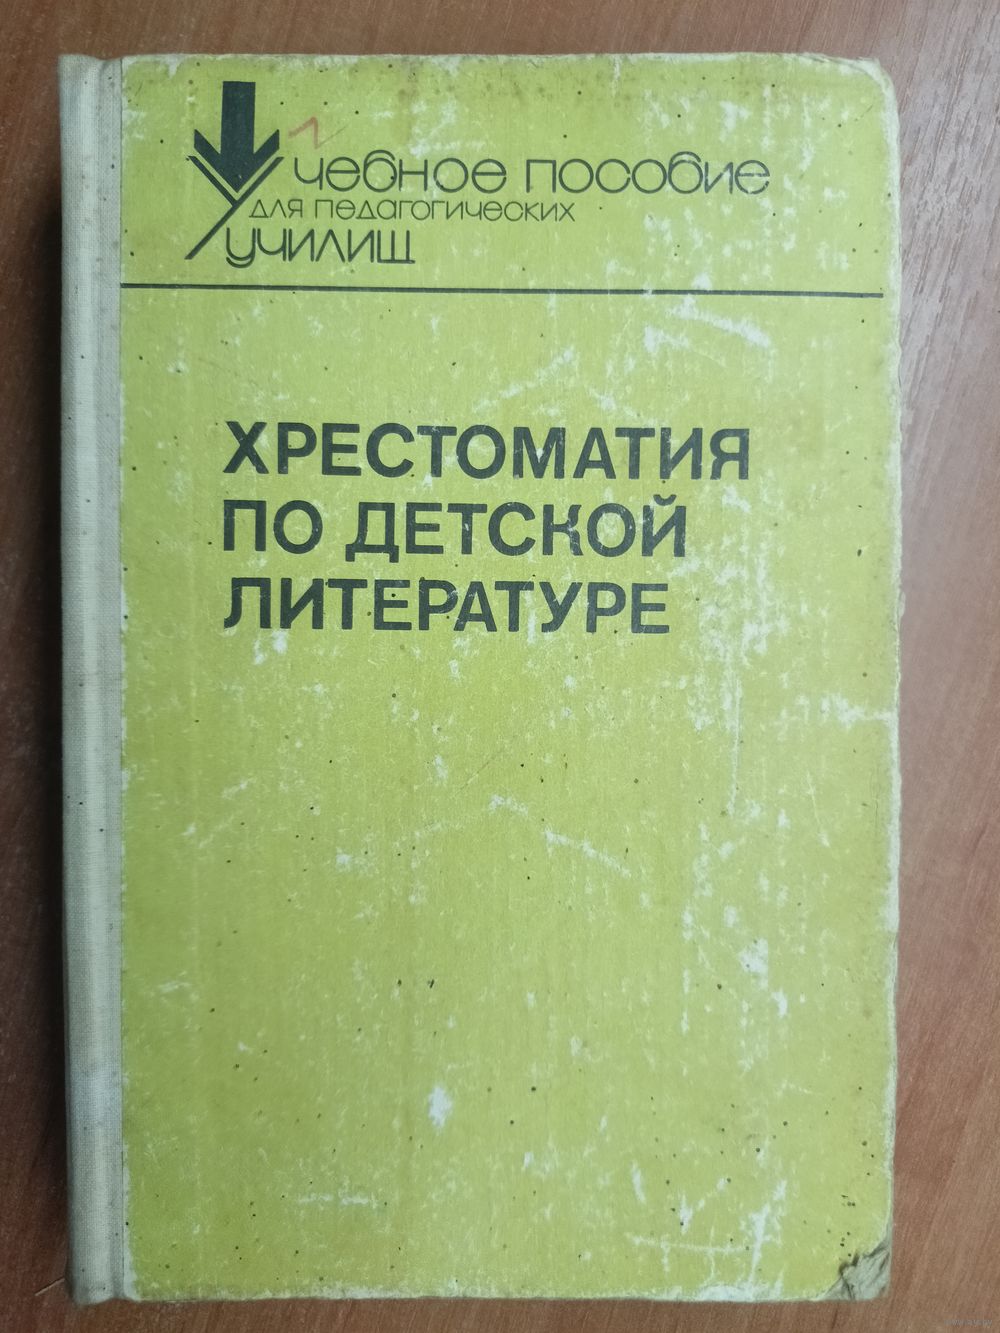 Учебное пособие
для педагогических
училищ
ХРЕСТОМАТИЯ
ПО ДЕТСКОЙ
ЛИТЕРАТУРЕ